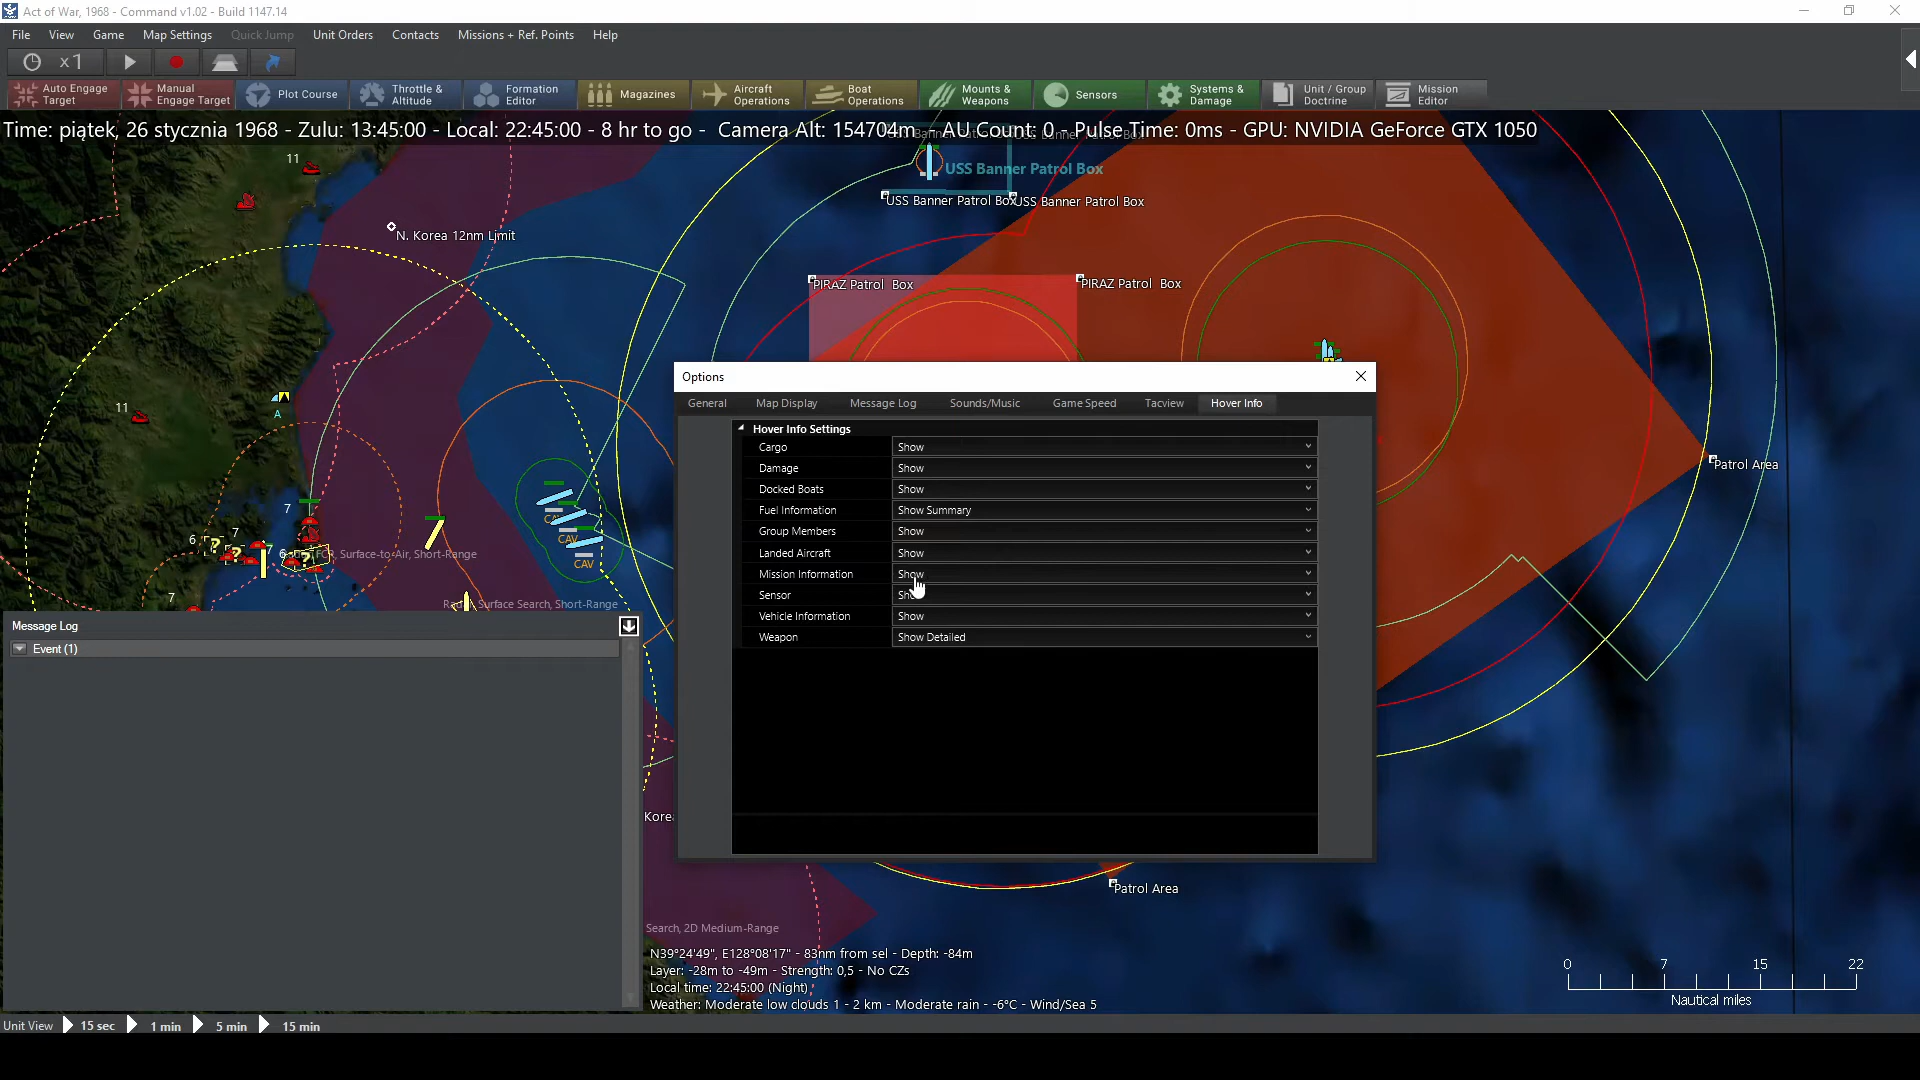 Act of War, 1968 - Command v1.02 - Build 1147.14
File View Game Map Settings Quick Jump Unit Orders Contacts Missions + Ref. Points Help
x1
Auto Engage Target
Manual Engage Target
Plot Course
Throttle & Altitude
Formation Editor
Magazines
Aircraft Operations
Boat Operations
Mounts & Weapons
Sensors
Systems & Damage
Unit / Group Doctrine
Mission Editor
Time: piątek, 26 stycznia 1968 - Zulu: 13:45:00 - Local: 22:45:00 - 8 hr to go - Camera Alt: 154704m - AU Count: 0 - Pulse Time: 0ms - GPU: NVIDIA GeForce GTX 1050
11
USS Banner Patrol Box
USS Banner Patrol Box
USS Banner Patrol Box
N. Korea 12nm Limit
PIRAZ Patrol Box
PIRAZ Patrol Box
Options
General Map Display Message Log Sounds/Music Game Speed Tacview Hover Info
Hover Info Settings
Cargo Show
Damage Show
Docked Boats Show
Fuel Information Show Summary
Group Members Show
Landed Aircraft Show
Mission Information Show
Sensor
Vehicle Information Show
Weapon Show Detailed
11
A
Patrol Area
7
CAV
CAV
6
7
7
6
FCR, Surface-to-Air, Short-Range
7
Surface Search, Short-Range
Message Log
Event (1)
Patrol Area
Search, 2D Medium-Range
N39°24'49", E128°08'17" - 83nm from sel - Depth: -84m
Layer: -28m to -49m - Strength: 0,5 - No CZs
Local time: 22:45:00 (Night)
Weather: Moderate low clouds 1 - 2 km - Moderate rain - -6°C - Wind/Sea 5
0 7 15 22
Nautical miles
Unit View 15 sec 1 min 5 min 15 min